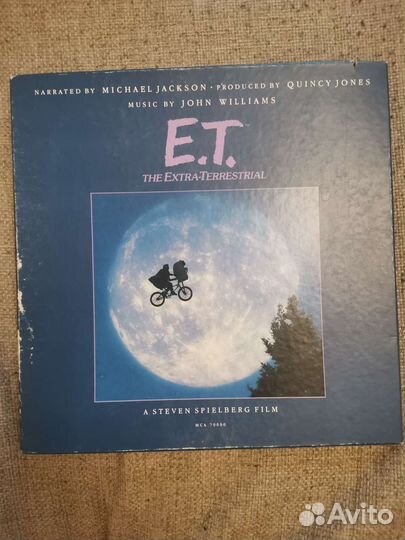 NARRATED BY MICHAEL JACKSON • PRODUCED BY QUINCY JONES
MUSIC BY JOHN WILLIAMS
E.T.
THE EXTRA-TERRESTRIAL
A STEVEN SPIELBERG FILM
MCA 70000
Avito